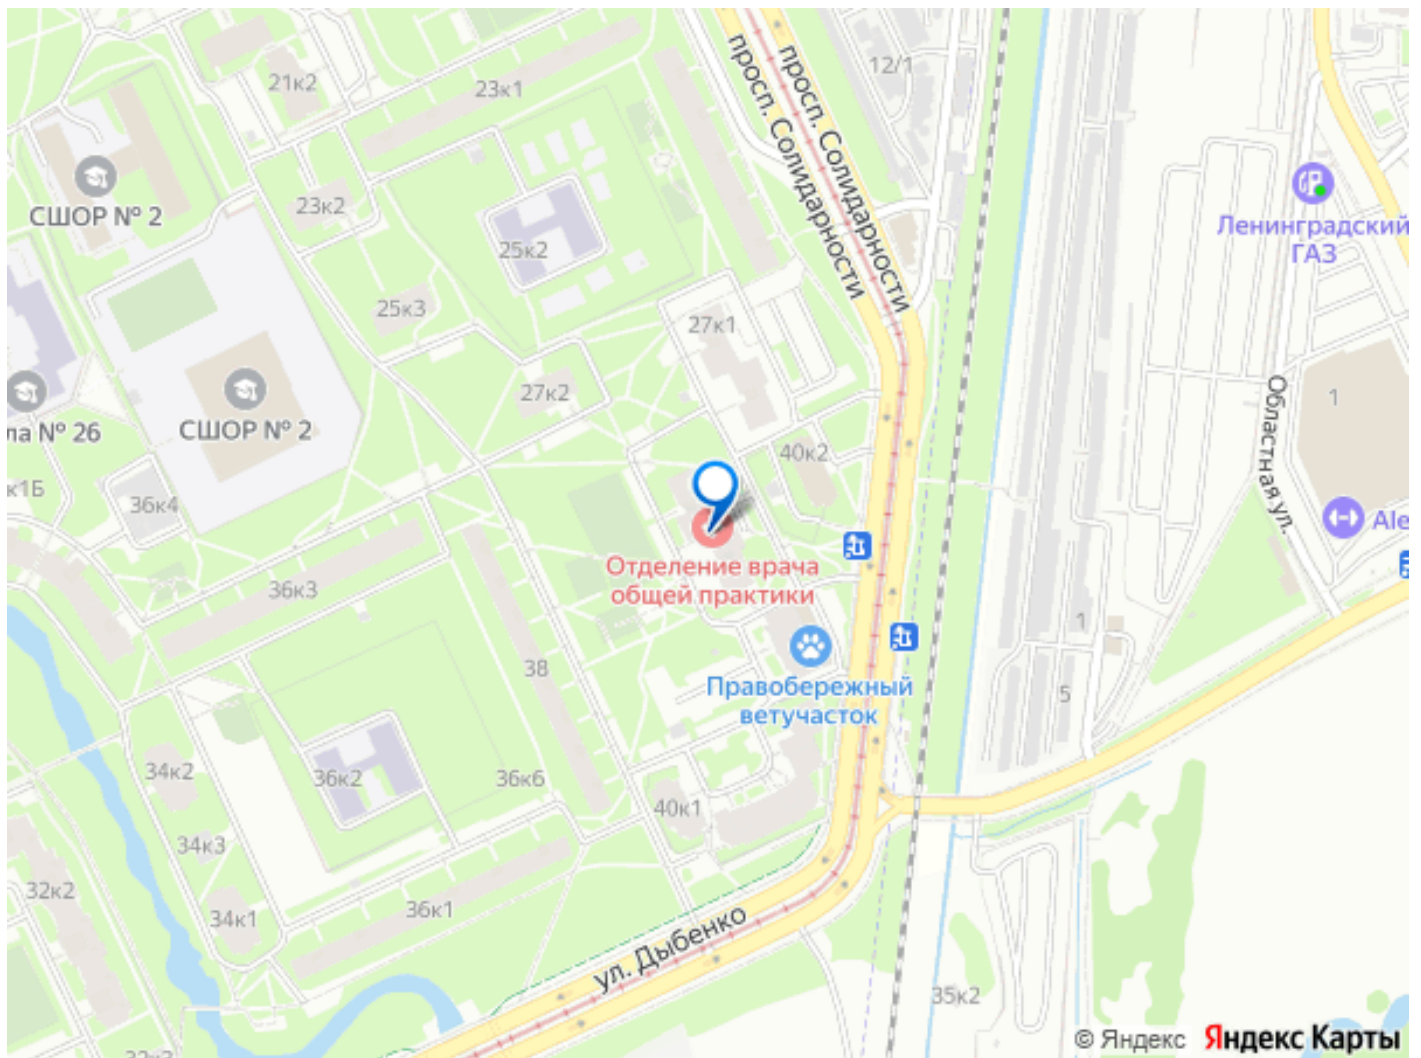 просп. Солидарности
просп. Солидарности
12/1
21к2
23к1
СШОР № 2
23к2
25к2
Ленинградский
ГАЗ
25к3
27к1
27к2
СШОР № 2
ла № 26
к1Б
36к4
40к2
Областная ул.
1
Ale
Отделение врача
общей практики
36к3
38
1
5
Правобережный
ветучасток
34к2
36к2
36к6
40к1
34к3
32к2
34к1
36к1
ул. Дыбенко
35к2
32к3
© Яндекс Яндекс Карты